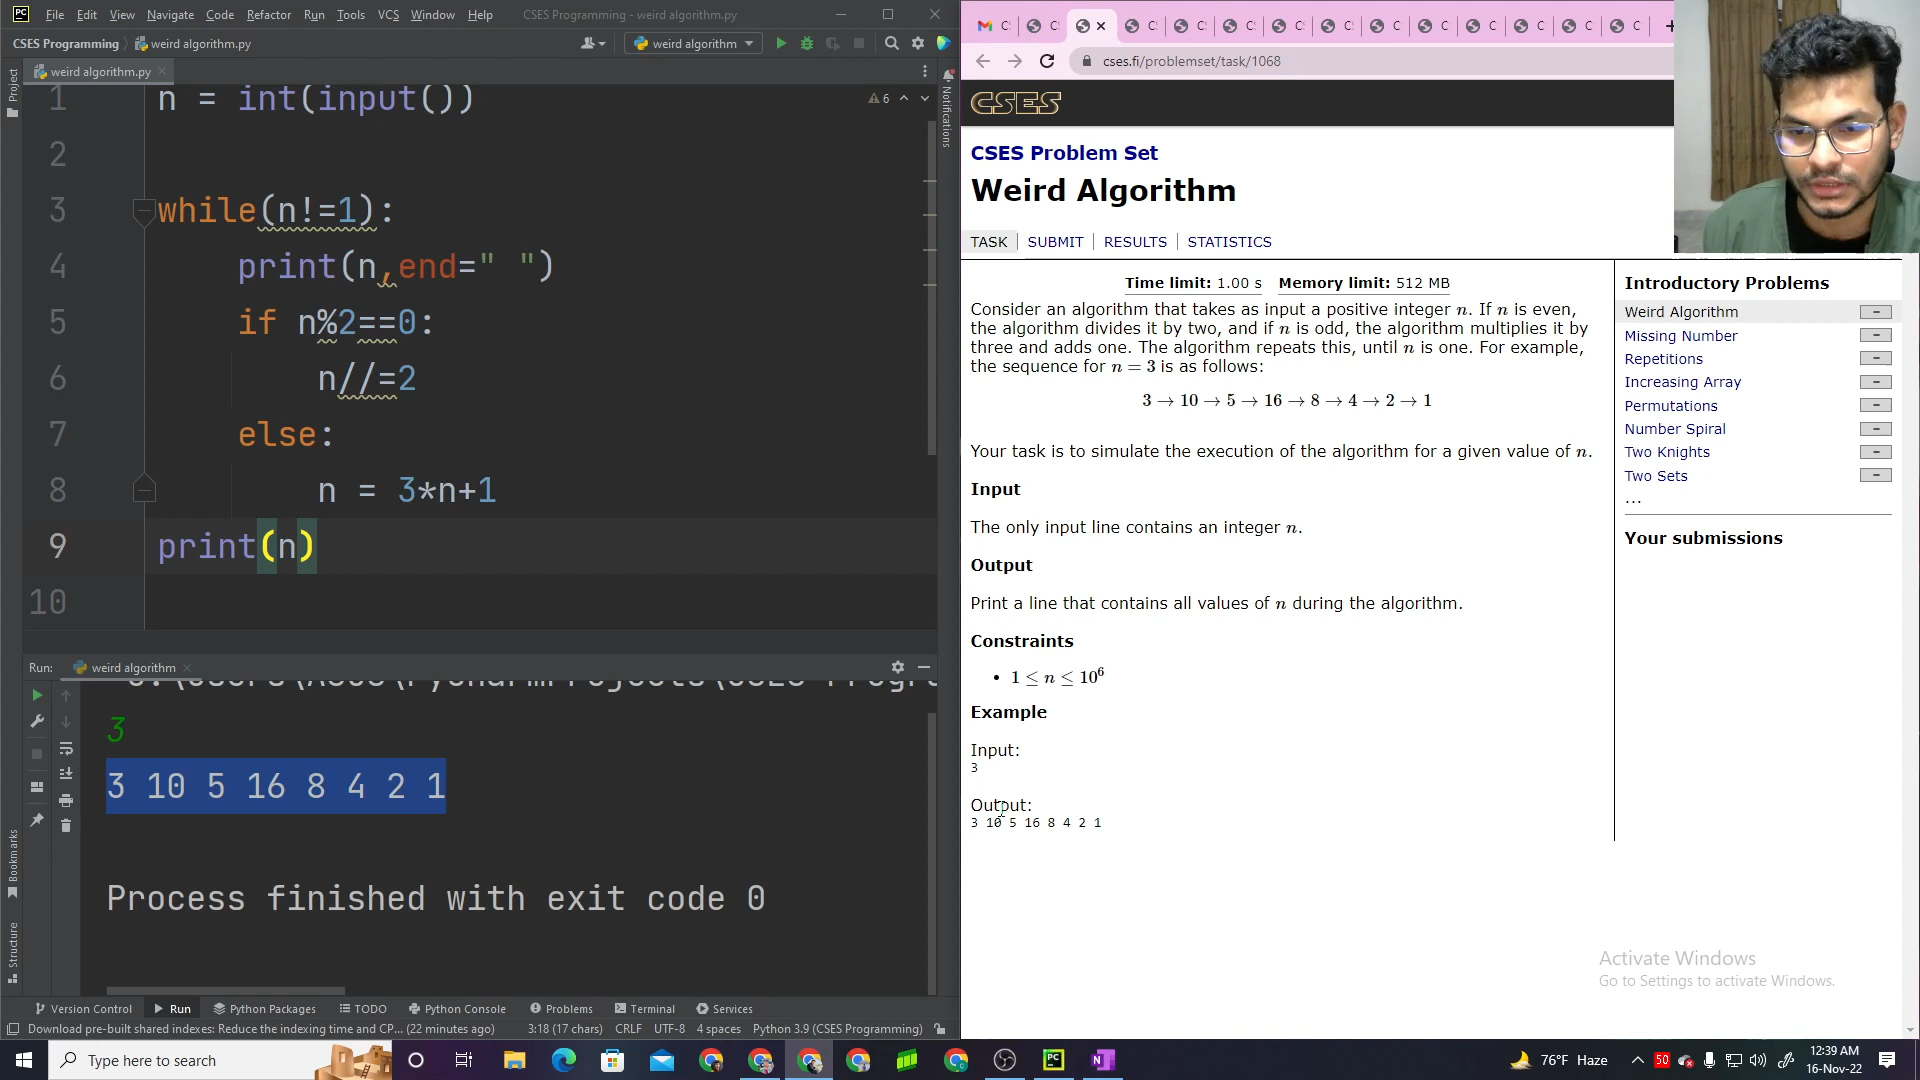 File Edit View Navigate Code Refactor Run Tools VCS Window Help CSES Programming - weird algorithm.py
CSES Programming weird algorithm.py
weird algorithm
weird algorithm.py
Project
Notifications
6
1 n = int(input())
2
3 while(n!=1):
4 print(n,end=" ")
5 if n%2==0:
6 n//=2
7 else:
8 n = 3*n+1
9 print(n)
10
Run: weird algorithm
3
3 10 5 16 8 4 2 1
Process finished with exit code 0
Bookmarks
Structure
Version Control Run Python Packages TODO Python Console Problems Terminal Services
Download pre-built shared indexes: Reduce the indexing time and CP... (22 minutes ago) 3:18 (17 chars) CRLF UTF-8 4 spaces Python 3.9 (CSES Programming)
cses.fi/problemset/task/1068
CSES
CSES Problem Set
Weird Algorithm
TASK SUBMIT RESULTS STATISTICS
Time limit: 1.00 s Memory limit: 512 MB
Consider an algorithm that takes as input a positive integer n. If n is even,
the algorithm divides it by two, and if n is odd, the algorithm multiplies it by
three and adds one. The algorithm repeats this, until n is one. For example,
the sequence for n = 3 is as follows:
3 → 10 → 5 → 16 → 8 → 4 → 2 → 1
Your task is to simulate the execution of the algorithm for a given value of n.
Input
The only input line contains an integer n.
Output
Print a line that contains all values of n during the algorithm.
Constraints
• 1 ≤ n ≤ 10⁶
Example
Input:
3
Output:
3 10 5 16 8 4 2 1
Introductory Problems
Weird Algorithm
Missing Number
Repetitions
Increasing Array
Permutations
Number Spiral
Two Knights
Two Sets
...
Your submissions
Activate Windows
Go to Settings to activate Windows.
Type here to search
76°F Haze
50
12:39 AM
16-Nov-22